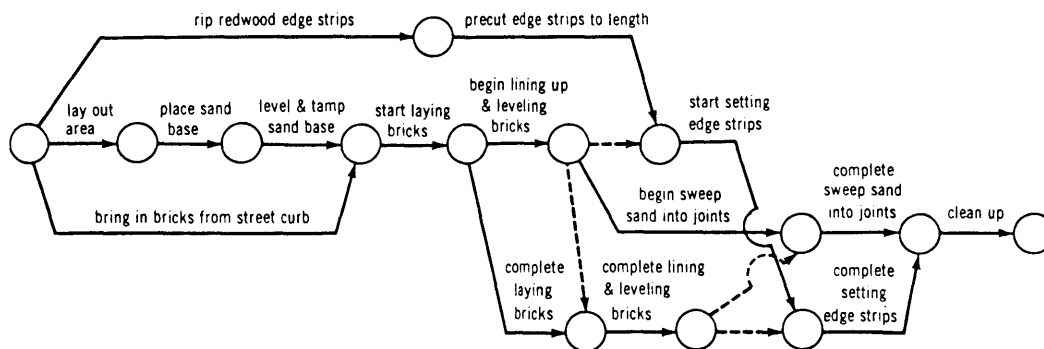 rip redwood edge strips
precut edge strips to length
lay out
area
place sand
base
level & tamp
sand base
start laying
bricks
begin lining up
& leveling
bricks
start setting
edge strips
bring in bricks from street curb
begin sweep
sand into joints
complete
sweep sand
into joints
clean up
complete
laying
bricks
complete lining
& leveling
bricks
complete
setting
edge strips